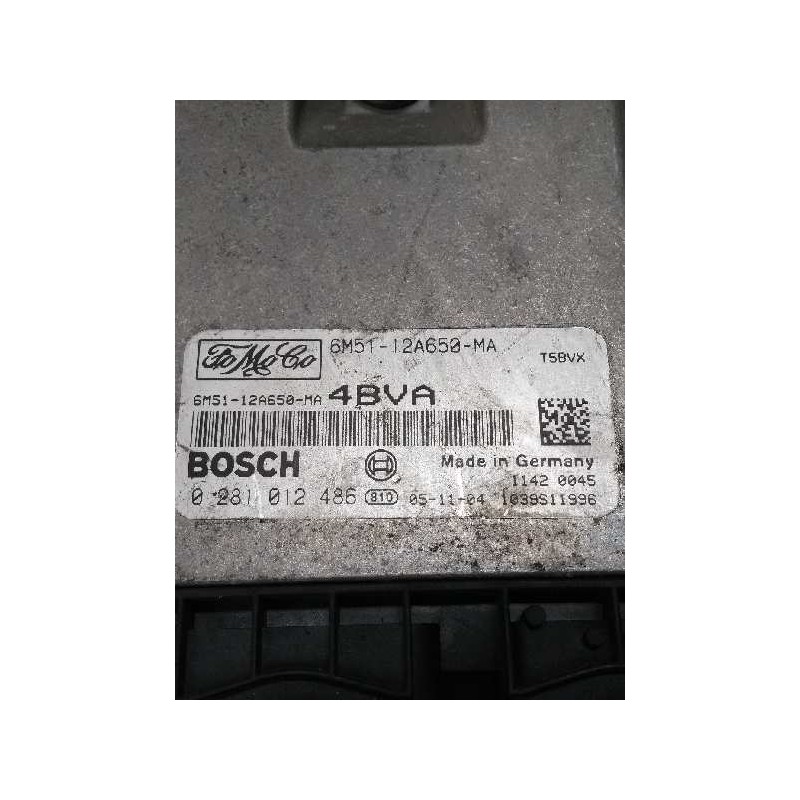 FoMoCo 6M51-12A650-MA T5BVX
6M51-12A650-MA 4BVA
BOSCH Made in Germany
1142 0045
0 281 012 486 810 05-11-04 1039S11996